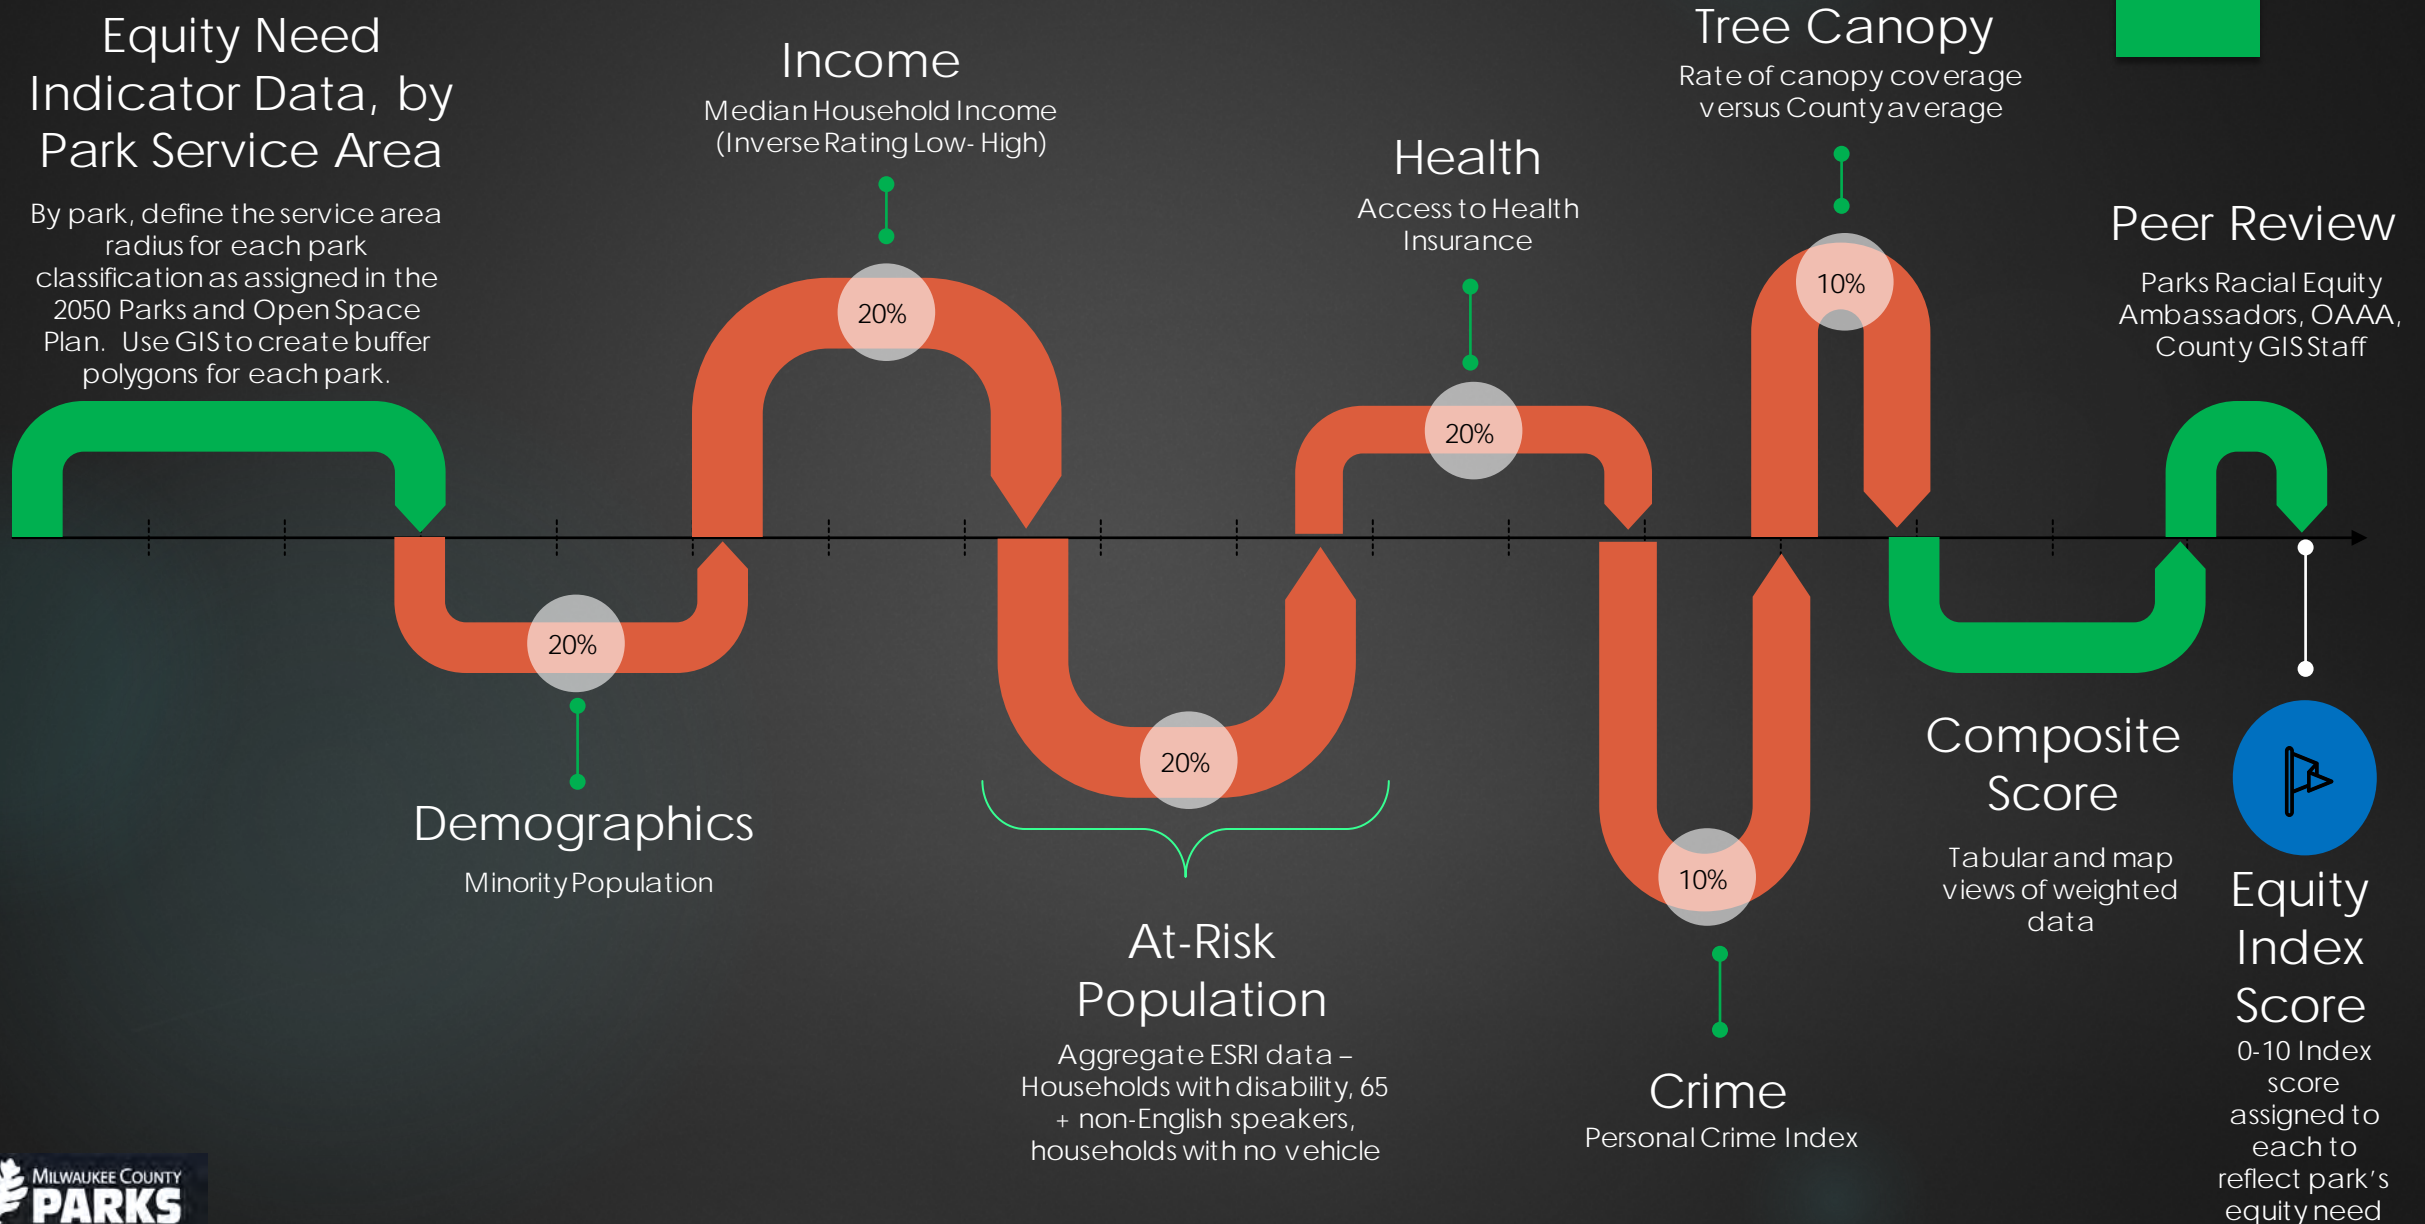 Equity Need
Indicator Data, by
Park Service Area
By park, define the service area
radius for each park
classification as assigned in the
2050 Parks and Open Space
Plan. Use GIS to create buffer
polygons for each park.
20%
Demographics
Minority Population
Income
Median Household Income
(Inverse Rating Low- High)
20%
20%
At-Risk
Population
Aggregate ESRI data –
Households with disability, 65
+ non-English speakers,
households with no vehicle
Health
Access to Health
Insurance
20%
10%
Crime
Personal Crime Index
Tree Canopy
Rate of canopy coverage
versus County average
10%
Composite
Score
Tabular and map
views of weighted
data
Peer Review
Parks Racial Equity
Ambassadors, OAAA,
County GIS Staff
Equity
Index
Score
0-10 Index
score
assigned to
each to
reflect park's
equity need
MILWAUKEE COUNTY
PARKS